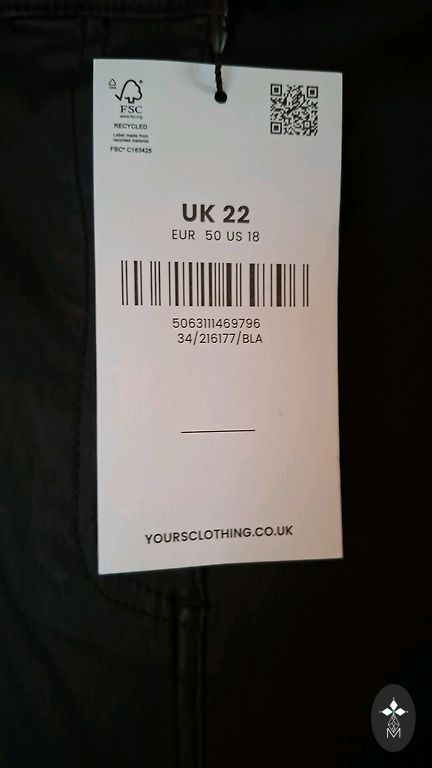 FSC
www.fsc.org
RECYCLED
Label made from
recycled material
FSC® C163425
UK 22
EUR 50 US 18
5063111469796
34/216177/BLA
YOURSCLOTHING.CO.UK
M